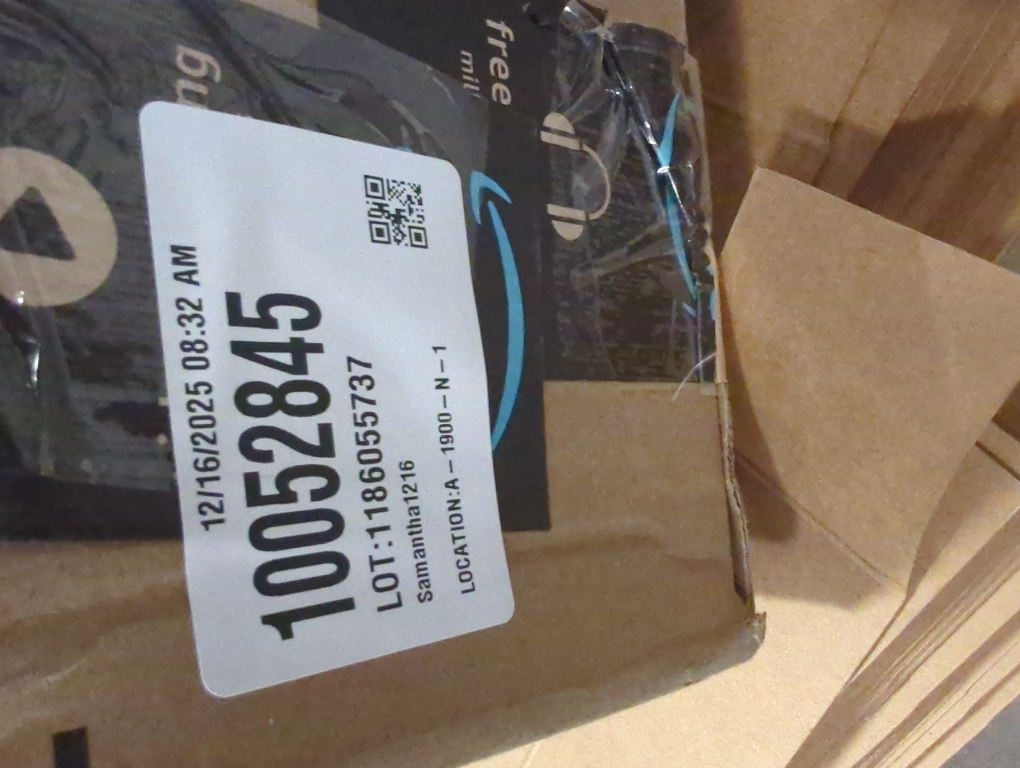 12/16/2025 08:32 AM
10052845
LOT:1186055737
Samantha1216
LOCATION:A-1900-N-1
free